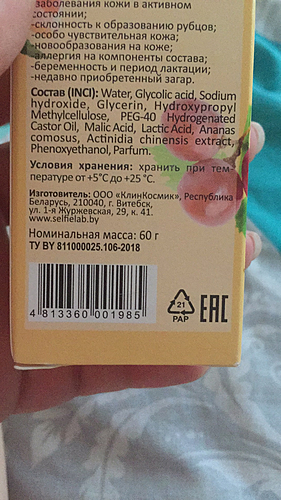 -заболевания кожи в активном
состоянии;
-склонность к образованию рубцов;
-особо чувствительная кожа;
-новообразования на коже;
-аллергия на компоненты состава;
-беременность и период лактации;
-недавно приобретенный загар.
Состав (INCI): Water, Glycolic acid, Sodium
hydroxide, Glycerin, Hydroxypropyl
Methylcellulose, PEG-40 Hydrogenated
Castor Oil, Malic Acid, Lactic Acid, Ananas
comosus, Actinidia chinensis extract,
Phenoxyethanol, Parfum.
Условия хранения: хранить при тем-
пературе от +5°С до +25 °С.
Изготовитель: ООО «КлинКосмик», Республика
Беларусь, 210040, г. Витебск,
ул. 1-я Журжевская, 29, к. 41.
www.selfielab.by
Номинальная масса: 60 г
ТУ BY 811000025.106-2018
4 813360 001985
21
PAP
EAC